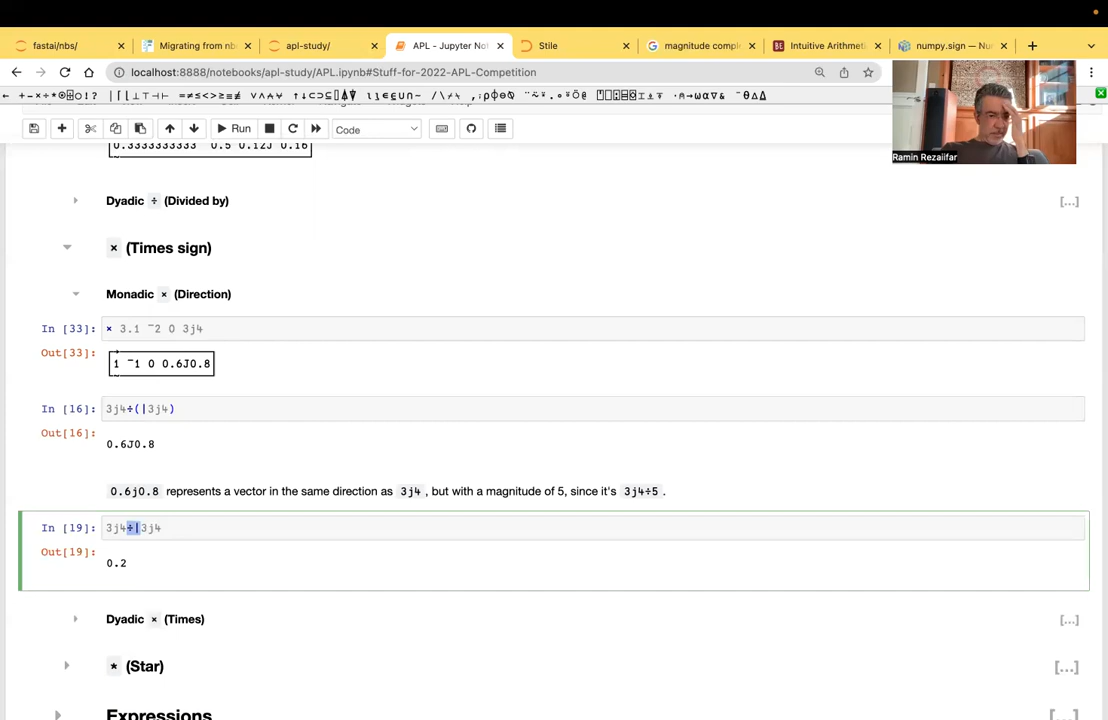 fastai/nbs/
Migrating from nb
apl-study/
APL - Jupyter No
Stile
magnitude compl
Intuitive Arithme
numpy.sign — Nu
localhost:8888/notebooks/apl-study/APL.ipynb#Stuff-for-2022-APL-Competition
Run
Code
0.3333333333 0.5 0.12J¯0.16
Dyadic ÷ (Divided by)
[...]
× (Times sign)
Monadic × (Direction)
In [33]: × 3.1 ¯2 0 3j4
Out[33]: 1 ¯1 0 0.6J0.8
In [16]: 3j4÷(|3j4)
Out[16]: 0.6J0.8
0.6j0.8 represents a vector in the same direction as 3j4, but with a magnitude of 5, since it's 3j4÷5.
In [19]: 3j4÷|3j4
Out[19]: 0.2
Dyadic × (Times)
[...]
* (Star)
[...]
Expressions
[...]
Ramin Rezaiifar